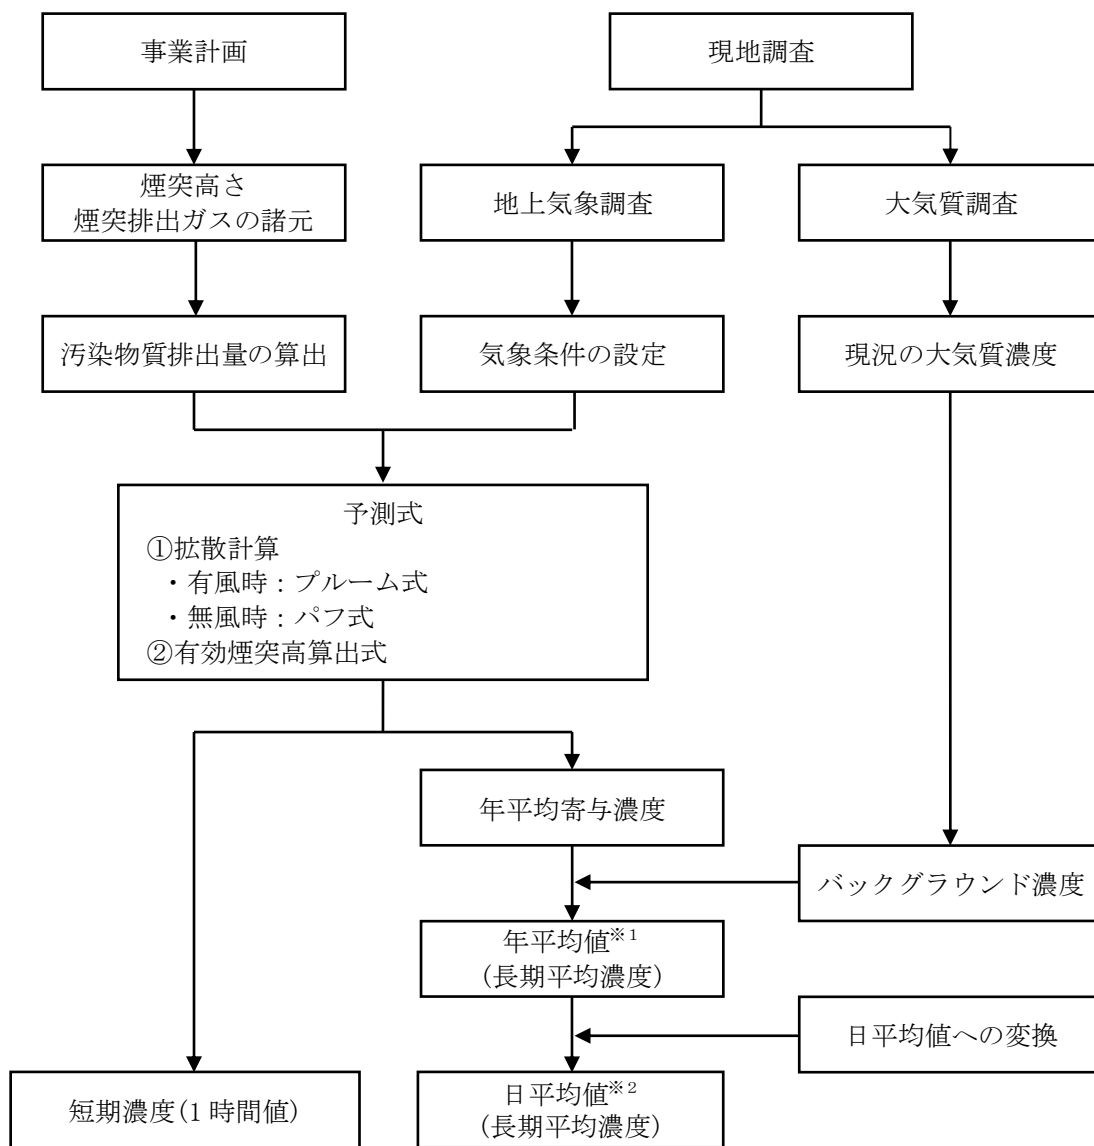 事業計画
現地調査
煙突高さ
煙突排出ガスの諸元
地上気象調査
大気質調査
汚染物質排出量の算出
気象条件の設定
現況の大気質濃度
予測式
①拡散計算
・有風時：プルーム式
・無風時：パフ式
②有効煙突高算出式
年平均寄与濃度
バックグラウンド濃度
年平均値※1
(長期平均濃度)
日平均値への変換
短期濃度(1時間値)
日平均値※2
(長期平均濃度)